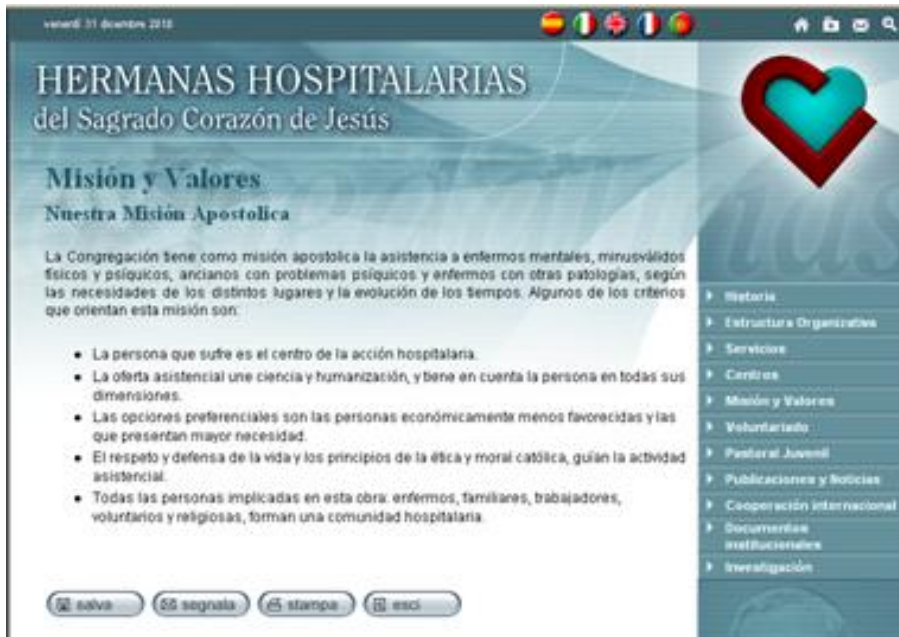 venerdì 31 dicembre 2010
HERMANAS HOSPITALARIAS
del Sagrado Corazón de Jesús
Misión y Valores
Nuestra Misión Apostolica
La Congregación tiene como misión apostolica la asistencia a enfermos mentales, minusválidos
físicos y psíquicos, ancianos con problemas psíquicos y enfermos con otras patologías, según
las necesidades de los distintos lugares y la evolución de los tiempos. Algunos de los criterios
que orientan esta misión son:
• La persona que sufre es el centro de la acción hospitalaria.
• La oferta asistencial une ciencia y humanización, y tiene en cuenta la persona en todas sus
dimensiones.
• Las opciones preferenciales son las personas económicamente menos favorecidas y las
que presentan mayor necesidad.
• El respeto y defensa de la vida y los principios de la ética y moral católica, guían la actividad
asistencial.
• Todas las personas implicadas en esta obra: enfermos, familiares, trabajadores,
voluntarios y religiosas, forman una comunidad hospitalaria.
salva
segnala
stampa
esci
Historia
Estructura Organizativa
Servicios
Centros
Misión y Valores
Voluntariado
Pastoral Juvenil
Publicaciones y Noticias
Cooperación internacional
Documentos
institucionales
Investigación